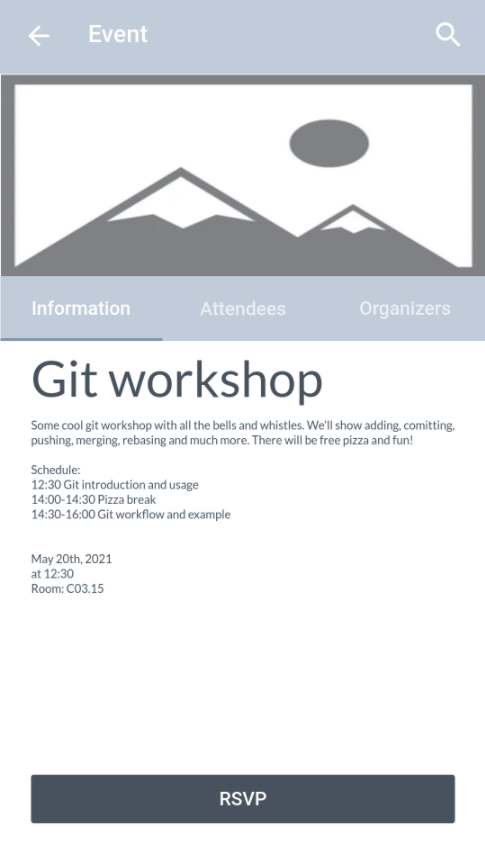 Event
Information Attendees Organizers
Git workshop
Some cool git workshop with all the bells and whistles. We'll show adding, comitting,
pushing, merging, rebasing and much more. There will be free pizza and fun!
Schedule:
12:30 Git introduction and usage
14:00-14:30 Pizza break
14:30-16:00 Git workflow and example
May 20th, 2021
at 12:30
Room: C03.15
RSVP